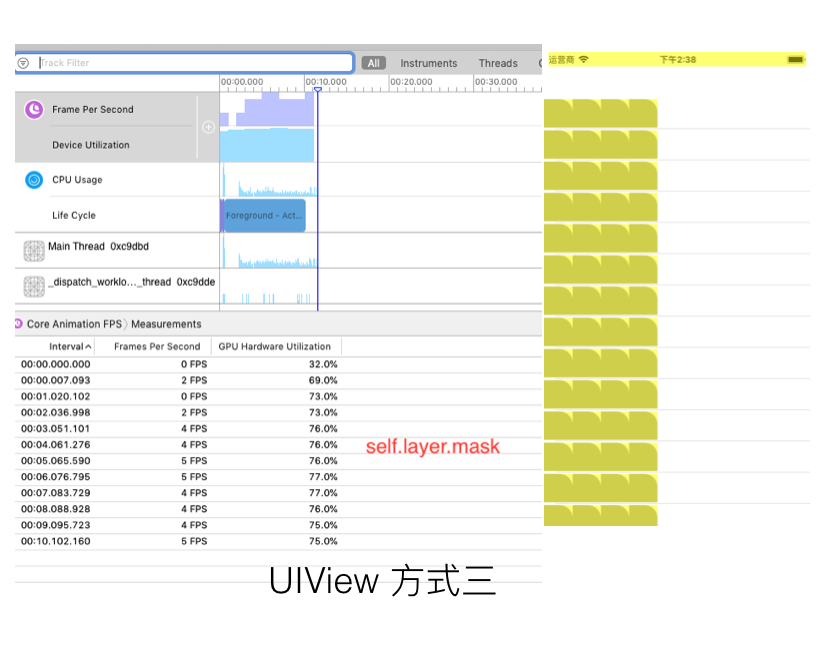 Track Filter
All Instruments Threads
00:00.000 00:10.000 00:20.000 00:30.000
Frame Per Second
Device Utilization
CPU Usage
Life Cycle
Foreground - Act...
Main Thread 0xc9dbd
_dispatch_worklo..._thread 0xc9dde
Core Animation FPS Measurements
Interval Frames Per Second GPU Hardware Utilization
00:00.000.000 0 FPS 32.0%
00:00.007.093 2 FPS 69.0%
00:01.020.102 0 FPS 73.0%
00:02.036.998 2 FPS 73.0%
00:03.051.101 4 FPS 76.0%
00:04.061.276 4 FPS 76.0%
00:05.065.590 5 FPS 76.0%
00:06.076.795 5 FPS 77.0%
00:07.083.729 4 FPS 77.0%
00:08.088.928 4 FPS 76.0%
00:09.095.723 4 FPS 75.0%
00:10.102.160 5 FPS 75.0%
self.layer.mask
运营商 下午2:38
UIView 方式三